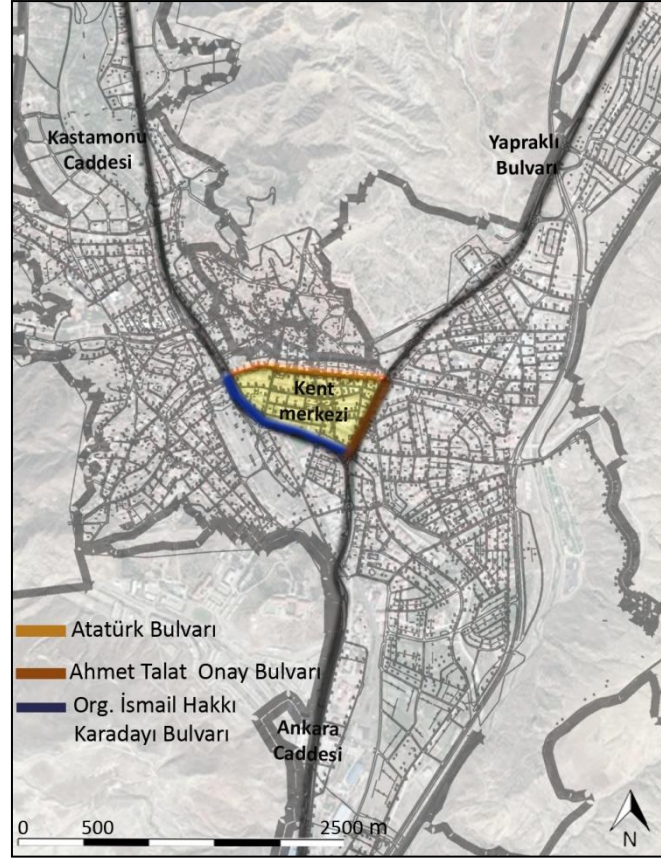 Kastamonu
Caddesi
Yapraklı
Bulvarı
Kent
merkezi
Atatürk Bulvarı
Ahmet Talat Onay Bulvarı
Org. İsmail Hakkı
Karadayı Bulvarı
Ankara
Caddesi
0 500 2500 m
N